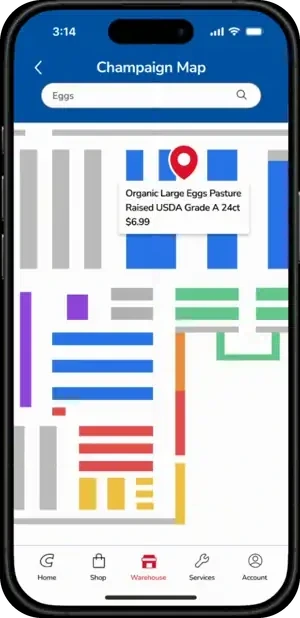 3:14
Champaign Map
Eggs
Organic Large Eggs Pasture
Raised USDA Grade A 24ct
$6.99
Home
Shop
Warehouse
Services
Account